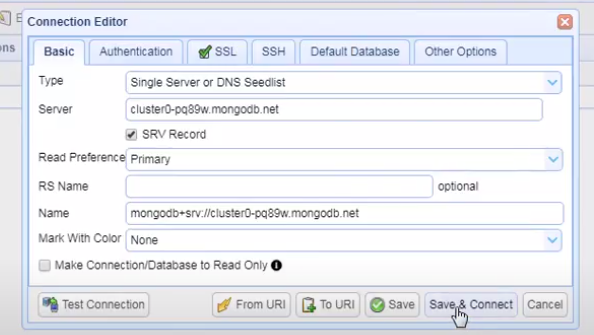 Connection Editor
Basic Authentication SSL SSH Default Database Other Options
Type Single Server or DNS Seedlist
Server cluster0-pq89w.mongodb.net
SRV Record
Read Preference Primary
RS Name optional
Name mongodb+srv://cluster0-pq89w.mongodb.net
Mark With Color None
Make Connection/Database to Read Only
Test Connection From URI To URI Save Save & Connect Cancel